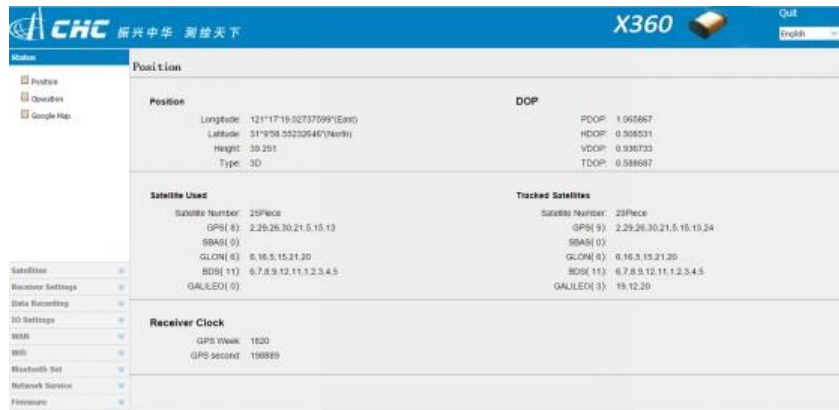 CHC 振兴中华 测绘天下
X360
Quit
English
Status
Position
Operation
Google Map
Satellites
Receiver Settings
Data Recording
IO Settings
Wifi
Bluetooth Set
Network Service
Firmware
Position
Position
Longitude: 121°17'19.02737599"(East)
Latitude: 31°9'58.55232646"(North)
Height: 39.251
Type: 3D
DOP
PDOP: 1.065867
HDOP: 0.508531
VDOP: 0.936733
TDOP: 0.588687
Satellite Used
Satellite Number: 25Piece
GPS( 8): 2,29,26,30,21,5,15,13
SBAS( 0):
GLON( 6): 6,16,5,15,21,20
BDS( 11): 6,7,8,9,12,11,1,2,3,4,5
GALILEO( 0):
Tracked Satellites
Satellite Number: 29Piece
GPS( 9): 2,29,26,30,21,5,15,13,24
SBAS( 0):
GLON( 6): 6,16,5,15,21,20
BDS( 11): 6,7,8,9,12,11,1,2,3,4,5
GALILEO( 3): 19,12,20
Receiver Clock
GPS Week: 1820
GPS second: 198889